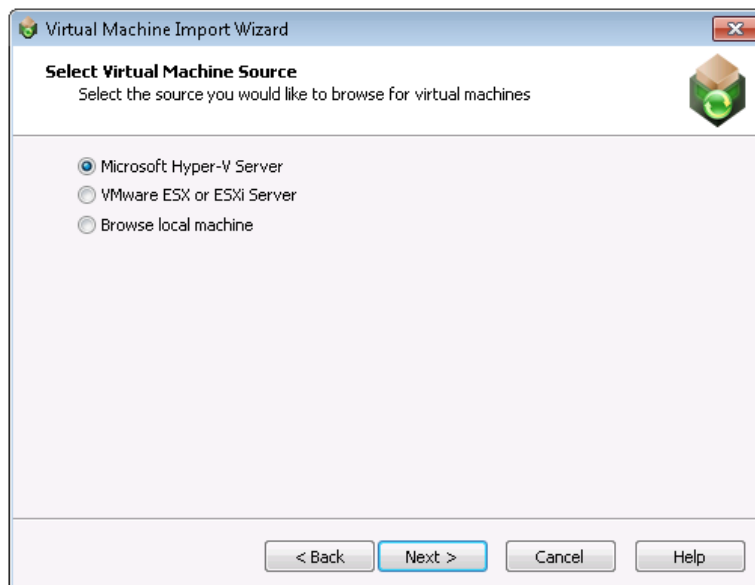 Virtual Machine Import Wizard
Select Virtual Machine Source
Select the source you would like to browse for virtual machines
Microsoft Hyper-V Server
VMware ESX or ESXi Server
Browse local machine
< Back Next > Cancel Help